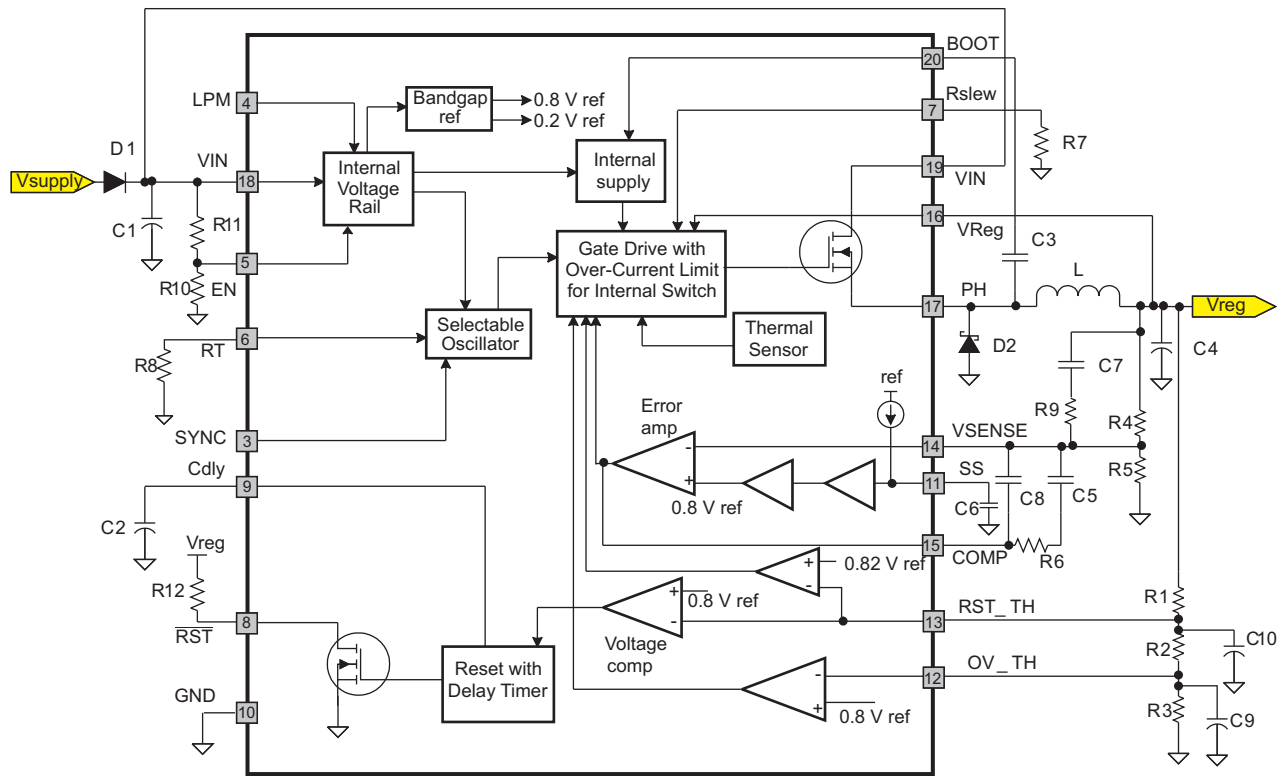 BOOT
20
LPM
4
Bandgap
ref
0.8 V ref
0.2 V ref
Rslew
7
R7
D1
VIN
Vsupply
18
Internal
Voltage
Rail
Internal
supply
19
VIN
C1
R11
16
VReg
C3
5
R10
EN
Gate Drive with
Over-Current Limit
for Internal Switch
L
PH
17
Vreg
6
RT
R8
Selectable
Oscillator
Thermal
Sensor
D2
C7
C4
ref
R9
R4
SYNC
3
Error
amp
-
+
0.8 V ref
14
VSENSE
Cdly
9
SS
11
C6
C8
C5
R5
C2
Vreg
15
COMP
R6
R12
+
-
0.82 V ref
R1
8
RST
+
-
0.8 V ref
Voltage
comp
13
RST_TH
R2
C10
Reset with
Delay Timer
12
OV_TH
-
+
0.8 V ref
GND
10
R3
C9